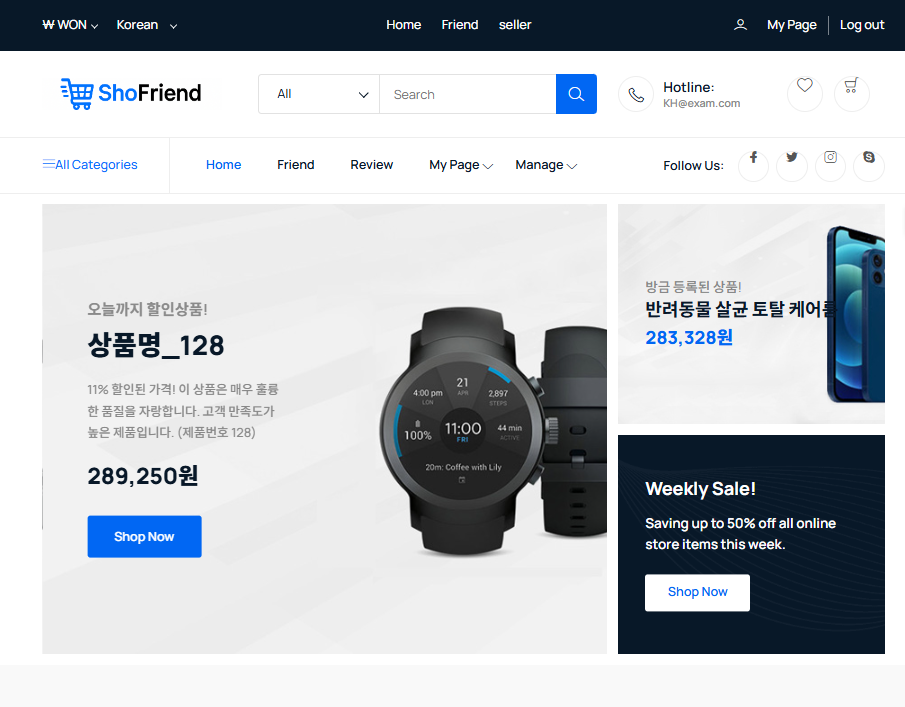 ₩ WON Korean Home Friend seller My Page Log out
ShoFriend All Search Hotline:
KH@exam.com
All Categories Home Friend Review My Page Manage Follow Us:
오늘까지 할인상품!
상품명_128
11% 할인된 가격! 이 상품은 매우 훌륭
한 품질을 자랑합니다. 고객 만족도가
높은 제품입니다. (제품번호 128)
289,250원
Shop Now
4:00 pm
LON
21
APR
2,897
STEPS
100%
11:00
FRI
44 min
ACTIVE
20m: Coffee with Lily
방금 등록된 상품!
반려동물 살균 토탈 케어룸
283,328원
Weekly Sale!
Saving up to 50% off all online
store items this week.
Shop Now